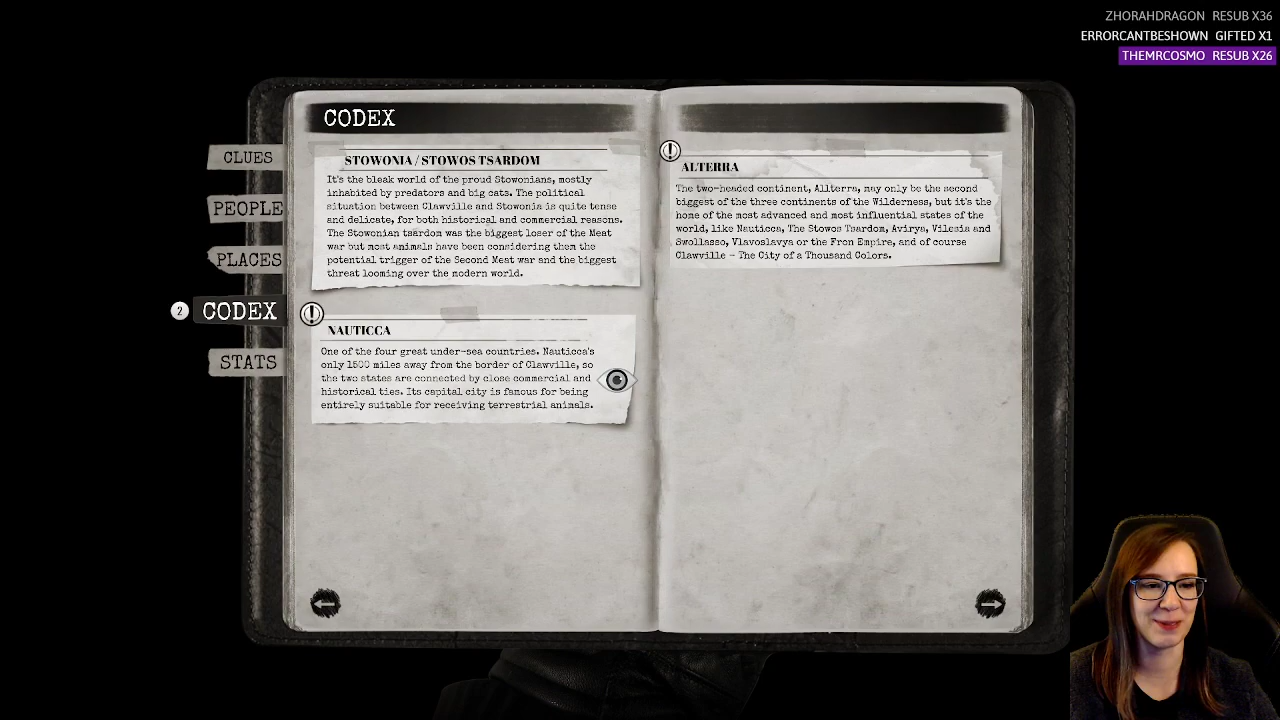 ZHORAHDRAGON RESUB X36
ERRORCANTBESHOWN GIFTED X1
THEMRCOSMO RESUB X26
CODEX
CLUES
PEOPLE
PLACES
2 CODEX
STATS
STOWONIA / STOWOS TSARDOM
It's the bleak world of the proud Stowonians, mostly
inhabited by predators and big cats. The political
situation between Clawville and Stowonia is quite tense
and delicate, for both historical and commercial reasons.
The Stowonian tsardom was the biggest loser of the Meat
war but most animals have been considering them the
potential trigger of the Second Meat war and the biggest
threat looming over the modern world.
NAUTICCA
One of the four great under-sea countries. Nauticca's
only 1500 miles away from the border of Clawville, so
the two states are connected by close commercial and
historical ties. Its capital city is famous for being
entirely suitable for receiving terrestrial animals.
ALTERRA
The two-headed continent, Allterra, may only be the second
biggest of the three continents of the Wilderness, but it's the
home of the most advanced and most influential states of the
world, like Nauticca, The Stowos Tsardom, Avirya, Vilesia and
Swollasso, Vlavoslavya or the Fron Empire, and of course
Clawville - The City of a Thousand Colors.